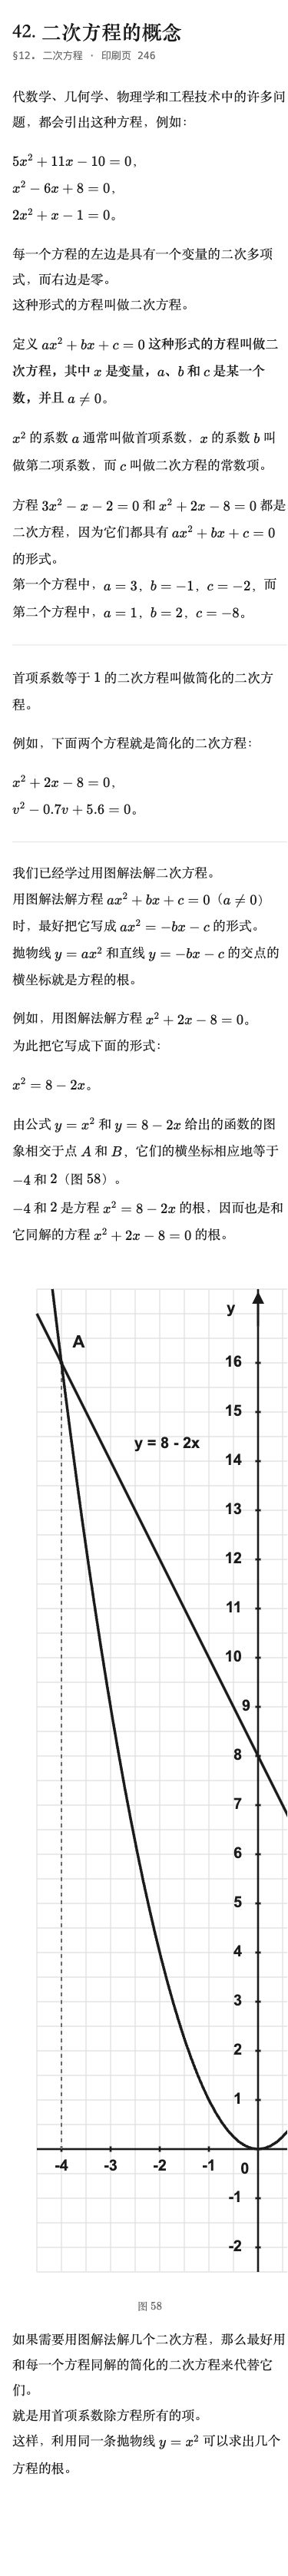 42. 二次方程的概念
§12. 二次方程 · 印刷页 246
代数学、几何学、物理学和工程技术中的许多问
题，都会引出这种方程，例如：
5x² + 11x − 10 = 0，
x² − 6x + 8 = 0，
2x² + x − 1 = 0。
每一个方程的左边是具有一个变量的二次多项
式，而右边是零。
这种形式的方程叫做二次方程。
定义 ax² + bx + c = 0 这种形式的方程叫做二
次方程，其中 x 是变量，a、b 和 c 是某一个
数，并且 a ≠ 0。
x² 的系数 a 通常叫做首项系数，x 的系数 b 叫
做第二项系数，而 c 叫做二次方程的常数项。
方程 3x² − x − 2 = 0 和 x² + 2x − 8 = 0 都是
二次方程，因为它们都具有 ax² + bx + c = 0
的形式。
第一个方程中，a = 3，b = −1，c = −2，而
第二个方程中，a = 1，b = 2，c = −8。
首项系数等于 1 的二次方程叫做简化的二次方
程。
例如，下面两个方程就是简化的二次方程：
x² + 2x − 8 = 0，
v² − 0.7v + 5.6 = 0。
我们已经学过用图解法解二次方程。
用图解法解方程 ax² + bx + c = 0（a ≠ 0）
时，最好把它写成 ax² = −bx − c 的形式。
抛物线 y = ax² 和直线 y = −bx − c 的交点的
横坐标就是方程的根。
例如，用图解法解方程 x² + 2x − 8 = 0。
为此把它写成下面的形式：
x² = 8 − 2x。
由公式 y = x² 和 y = 8 − 2x 给出的函数的图
象相交于点 A 和 B，它们的横坐标相应地等于
−4 和 2（图 58）。
−4 和 2 是方程 x² = 8 − 2x 的根，因而也是和
它同解的方程 x² + 2x − 8 = 0 的根。
y
A
16
15
y = 8 - 2x
14
13
12
11
10
9
8
7
6
5
4
3
2
1
-4 -3 -2 -1 0
-1
-2
图 58
如果需要用图解法解几个二次方程，那么最好用
和每一个方程同解的简化的二次方程来代替它
们。
就是用首项系数除方程所有的项。
这样，利用同一条抛物线 y = x² 可以求出几个
方程的根。